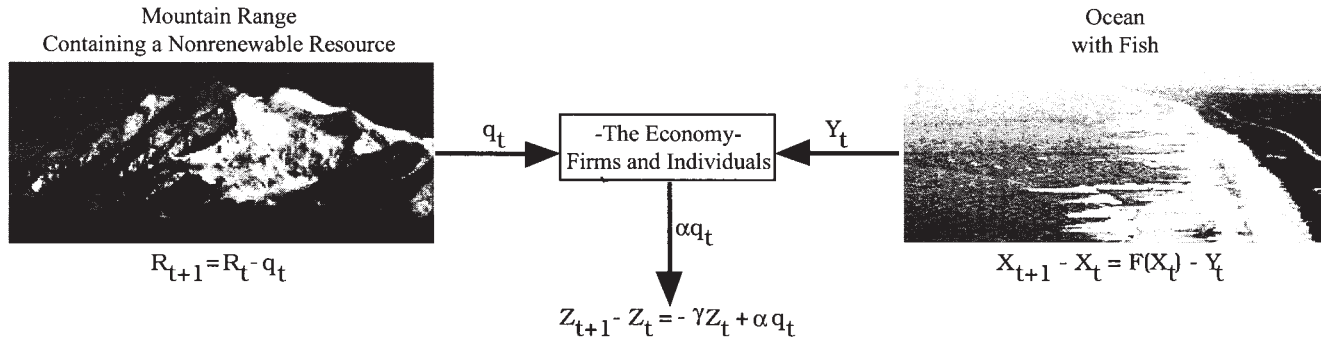 Mountain Range
Containing a Nonrenewable Resource
Ocean
with Fish
q_t
-The Economy-
Firms and Individuals
Y_t
αq_t
R_{t+1} = R_t - q_t
X_{t+1} - X_t = F(X_t) - Y_t
Z_{t+1} - Z_t = - γZ_t + α q_t